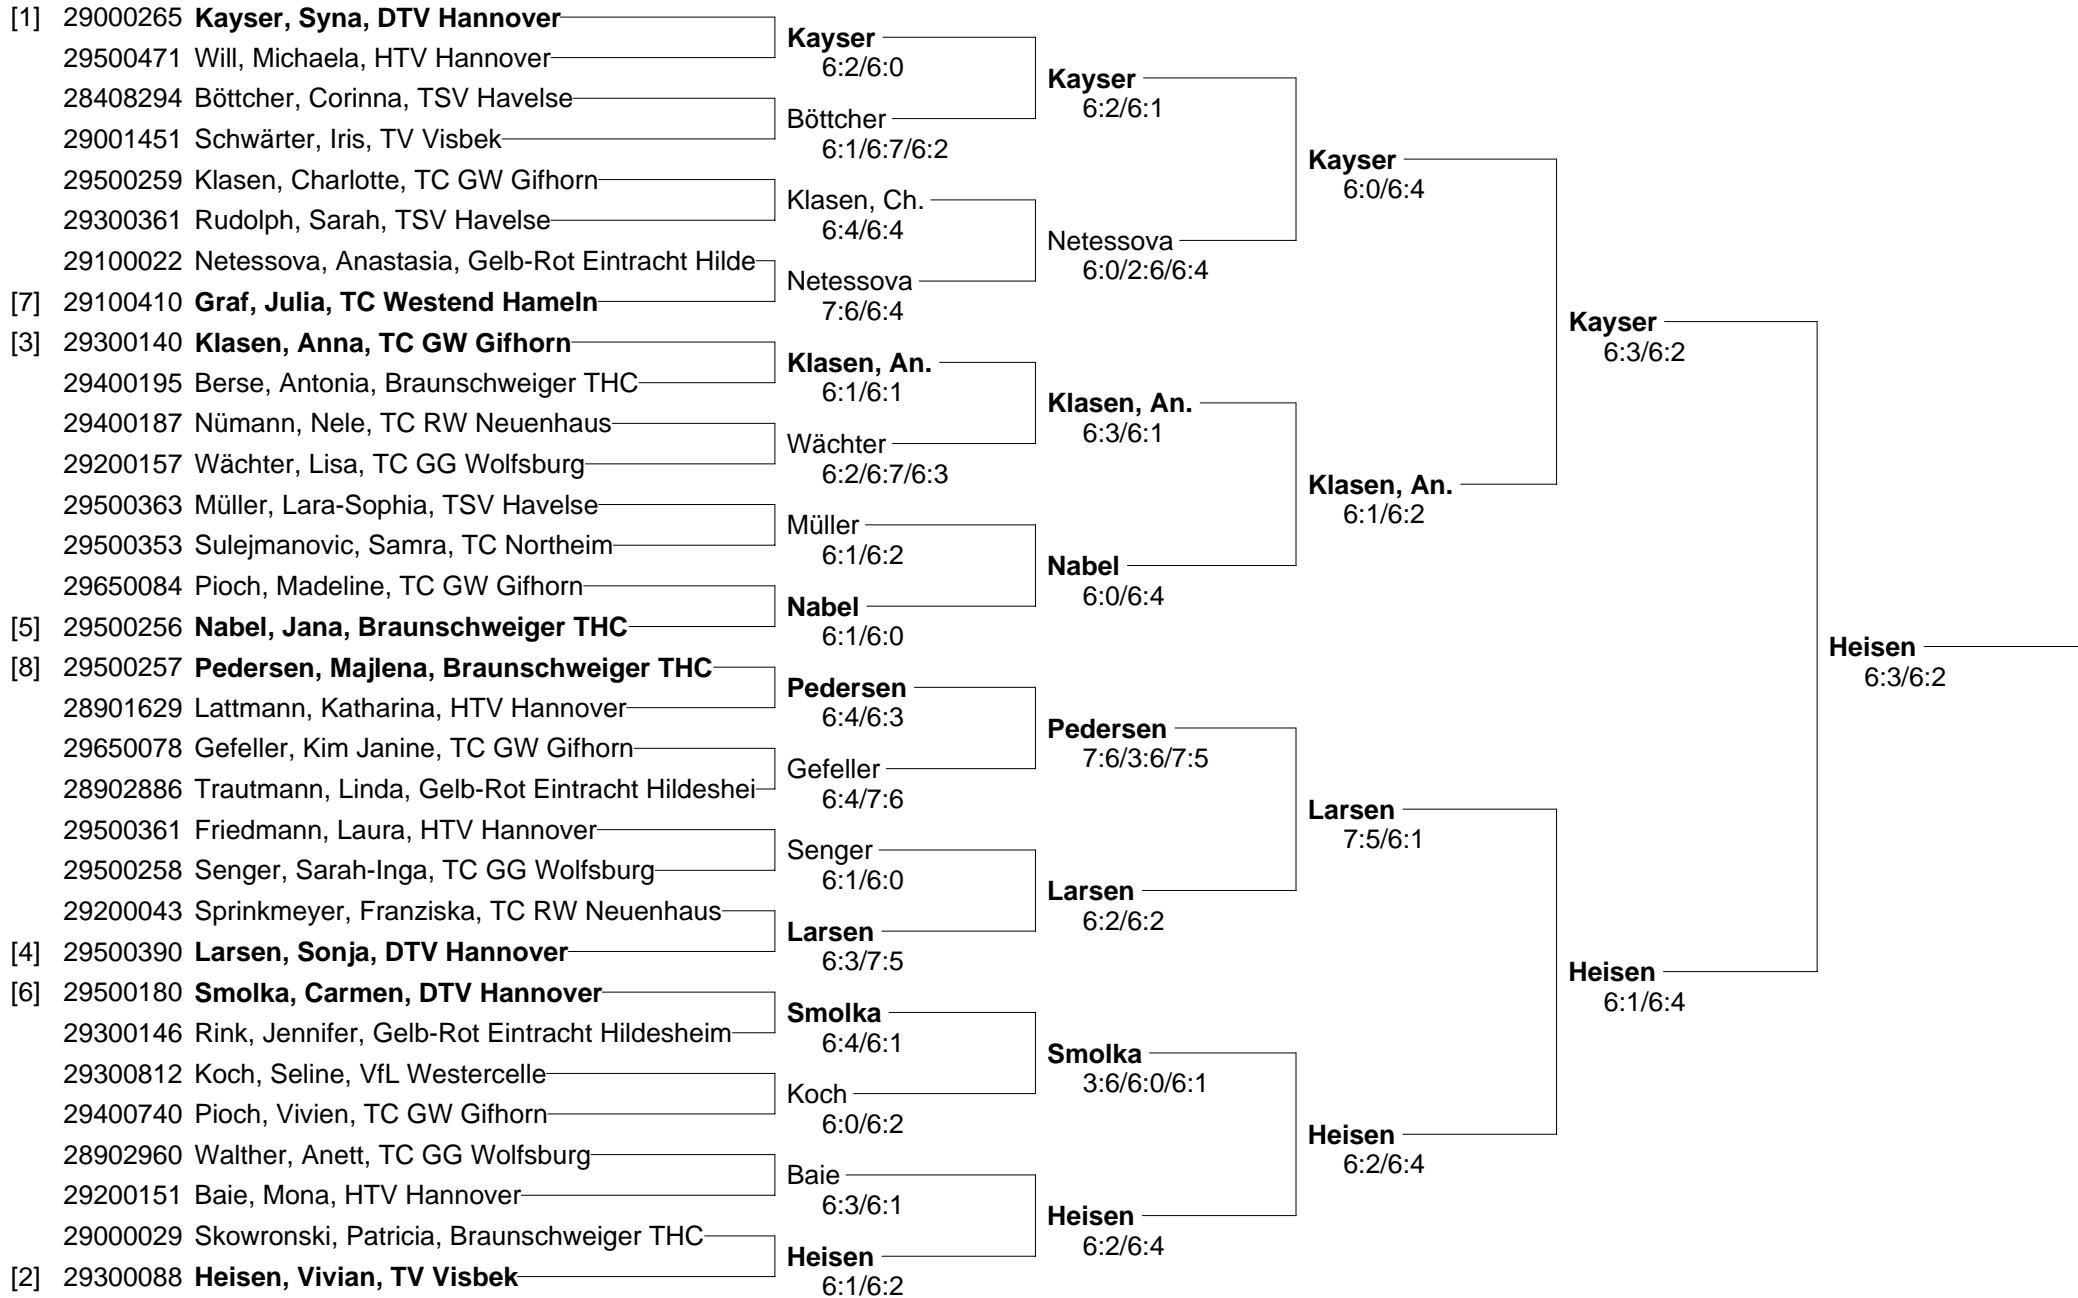 [1] 29000265 Kayser, Syna, DTV Hannover
29500471 Will, Michaela, HTV Hannover
28408294 Böttcher, Corinna, TSV Havelse
29001451 Schwärter, Iris, TV Visbek
29500259 Klasen, Charlotte, TC GW Gifhorn
29300361 Rudolph, Sarah, TSV Havelse
29100022 Netessova, Anastasia, Gelb-Rot Eintracht Hilde
[7] 29100410 Graf, Julia, TC Westend Hameln
[3] 29300140 Klasen, Anna, TC GW Gifhorn
29400195 Berse, Antonia, Braunschweiger THC
29400187 Nümann, Nele, TC RW Neuenhaus
29200157 Wächter, Lisa, TC GG Wolfsburg
29500363 Müller, Lara-Sophia, TSV Havelse
29500353 Sulejmanovic, Samra, TC Northeim
29650084 Pioch, Madeline, TC GW Gifhorn
[5] 29500256 Nabel, Jana, Braunschweiger THC
[8] 29500257 Pedersen, Majlena, Braunschweiger THC
28901629 Lattmann, Katharina, HTV Hannover
29650078 Gefeller, Kim Janine, TC GW Gifhorn
28902886 Trautmann, Linda, Gelb-Rot Eintracht Hildeshei
29500361 Friedmann, Laura, HTV Hannover
29500258 Senger, Sarah-Inga, TC GG Wolfsburg
29200043 Sprinkmeyer, Franziska, TC RW Neuenhaus
[4] 29500390 Larsen, Sonja, DTV Hannover
[6] 29500180 Smolka, Carmen, DTV Hannover
29300146 Rink, Jennifer, Gelb-Rot Eintracht Hildesheim
29300812 Koch, Seline, VfL Westercelle
29400740 Pioch, Vivien, TC GW Gifhorn
28902960 Walther, Anett, TC GG Wolfsburg
29200151 Baie, Mona, HTV Hannover
29000029 Skowronski, Patricia, Braunschweiger THC
[2] 29300088 Heisen, Vivian, TV Visbek
Kayser
6:2/6:0
Böttcher
6:1/6:7/6:2
Klasen, Ch.
6:4/6:4
Netessova
7:6/6:4
Klasen, An.
6:1/6:1
Wächter
6:2/6:7/6:3
Müller
6:1/6:2
Nabel
6:1/6:0
Pedersen
6:4/6:3
Gefeller
6:4/7:6
Senger
6:1/6:0
Larsen
6:3/7:5
Smolka
6:4/6:1
Koch
6:0/6:2
Baie
6:3/6:1
Heisen
6:1/6:2
Kayser
6:2/6:1
Netessova
6:0/2:6/6:4
Klasen, An.
6:3/6:1
Nabel
6:0/6:4
Pedersen
7:6/3:6/7:5
Larsen
6:2/6:2
Smolka
3:6/6:0/6:1
Heisen
6:2/6:4
Kayser
6:0/6:4
Klasen, An.
6:1/6:2
Larsen
7:5/6:1
Heisen
6:2/6:4
Kayser
6:3/6:2
Heisen
6:1/6:4
Heisen
6:3/6:2